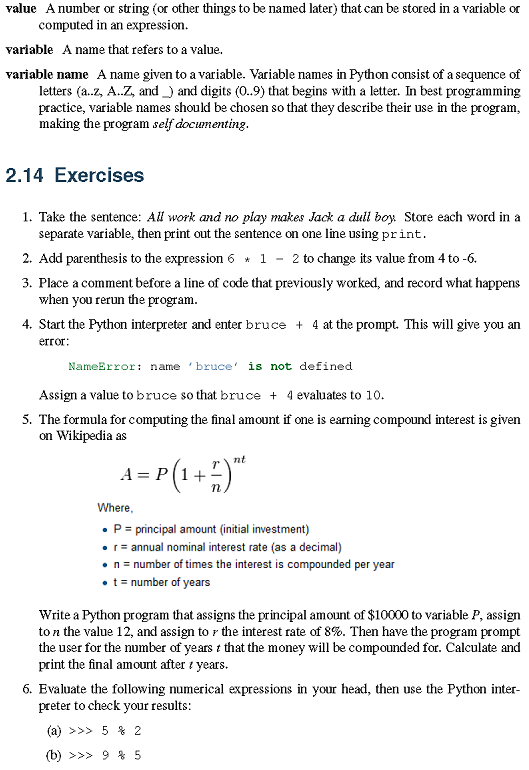 value A number or string (or other things to be named later) that can be stored in a variable or
computed in an expression.
variable A name that refers to a value.
variable name A name given to a variable. Variable names in Python consist of a sequence of
letters (a..z, A..Z, and _) and digits (0..9) that begins with a letter. In best programming
practice, variable names should be chosen so that they describe their use in the program,
making the program self documenting.
2.14 Exercises
1. Take the sentence: All work and no play makes Jack a dull boy. Store each word in a
separate variable, then print out the sentence on one line using print.
2. Add parenthesis to the expression 6 * 1 - 2 to change its value from 4 to -6.
3. Place a comment before a line of code that previously worked, and record what happens
when you rerun the program.
4. Start the Python interpreter and enter bruce + 4 at the prompt. This will give you an
error:
NameError: name 'bruce' is not defined
Assign a value to bruce so that bruce + 4 evaluates to 10.
5. The formula for computing the final amount if one is earning compound interest is given
on Wikipedia as
A = P(1 + r/n)^nt
Where,
• P = principal amount (initial investment)
• r = annual nominal interest rate (as a decimal)
• n = number of times the interest is compounded per year
• t = number of years
Write a Python program that assigns the principal amount of $10000 to variable P, assign
to n the value 12, and assign to r the interest rate of 8%. Then have the program prompt
the user for the number of years t that the money will be compounded for. Calculate and
print the final amount after t years.
6. Evaluate the following numerical expressions in your head, then use the Python inter-
preter to check your results:
(a) >>> 5 % 2
(b) >>> 9 % 5